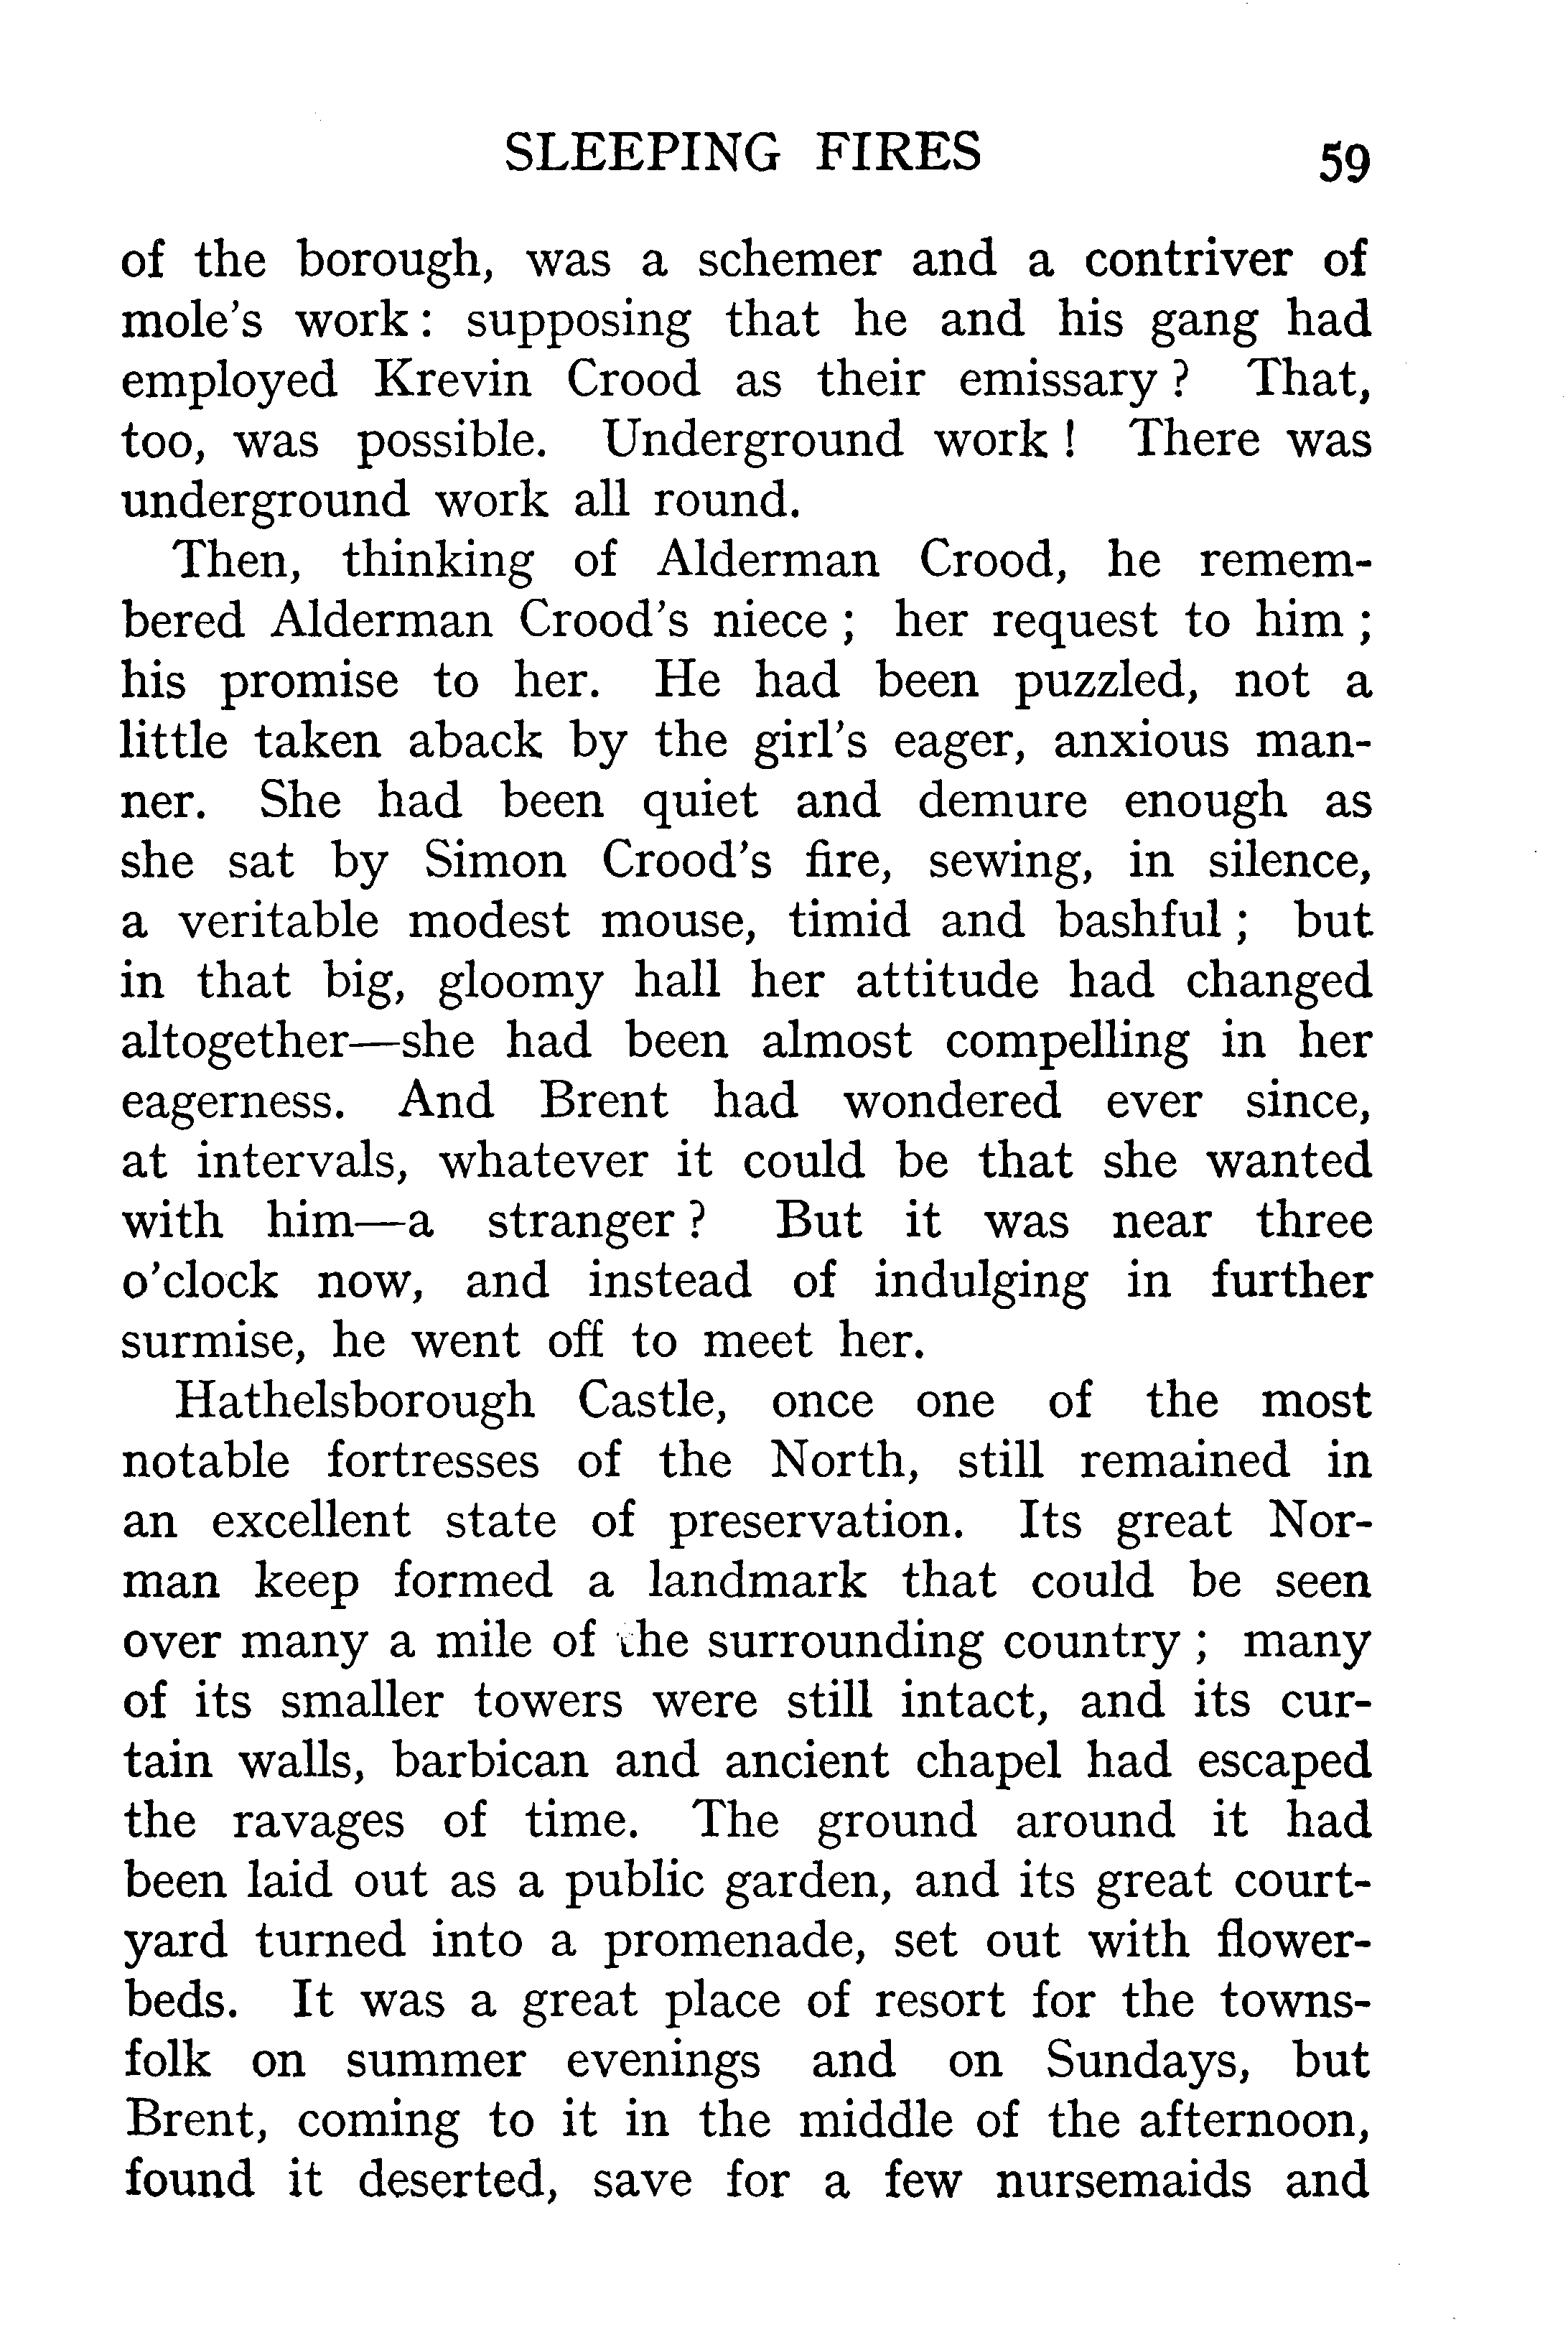 SLEEPING FIRES 59
of the borough, was a schemer and a contriver of
mole's work: supposing that he and his gang had
employed Krevin Crood as their emissary? That,
too, was possible. Underground work! There was
underground work all round.
Then, thinking of Alderman Crood, he remem-
bered Alderman Crood's niece; her request to him;
his promise to her. He had been puzzled, not a
little taken aback by the girl's eager, anxious man-
ner. She had been quiet and demure enough as
she sat by Simon Crood's fire, sewing, in silence,
a veritable modest mouse, timid and bashful; but
in that big, gloomy hall her attitude had changed
altogether—she had been almost compelling in her
eagerness. And Brent had wondered ever since,
at intervals, whatever it could be that she wanted
with him—a stranger? But it was near three
o'clock now, and instead of indulging in further
surmise, he went off to meet her.
Hathelsborough Castle, once one of the most
notable fortresses of the North, still remained in
an excellent state of preservation. Its great Nor-
man keep formed a landmark that could be seen
over many a mile of the surrounding country; many
of its smaller towers were still intact, and its cur-
tain walls, barbican and ancient chapel had escaped
the ravages of time. The ground around it had
been laid out as a public garden, and its great court-
yard turned into a promenade, set out with flower-
beds. It was a great place of resort for the towns-
folk on summer evenings and on Sundays, but
Brent, coming to it in the middle of the afternoon,
found it deserted, save for a few nursemaids and